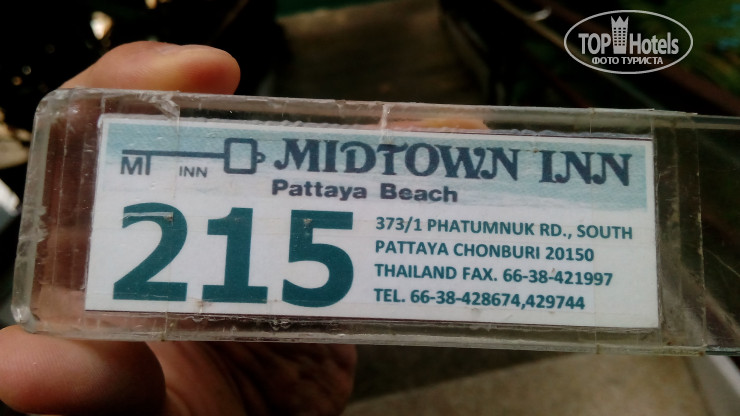 TOP Hotels
ФОТО ТУРИСТА
MT INN MIDTOWN INN
Pattaya Beach
215
373/1 PHATUMNUK RD., SOUTH
PATTAYA CHONBURI 20150
THAILAND FAX. 66-38-421997
TEL. 66-38-428674,429744